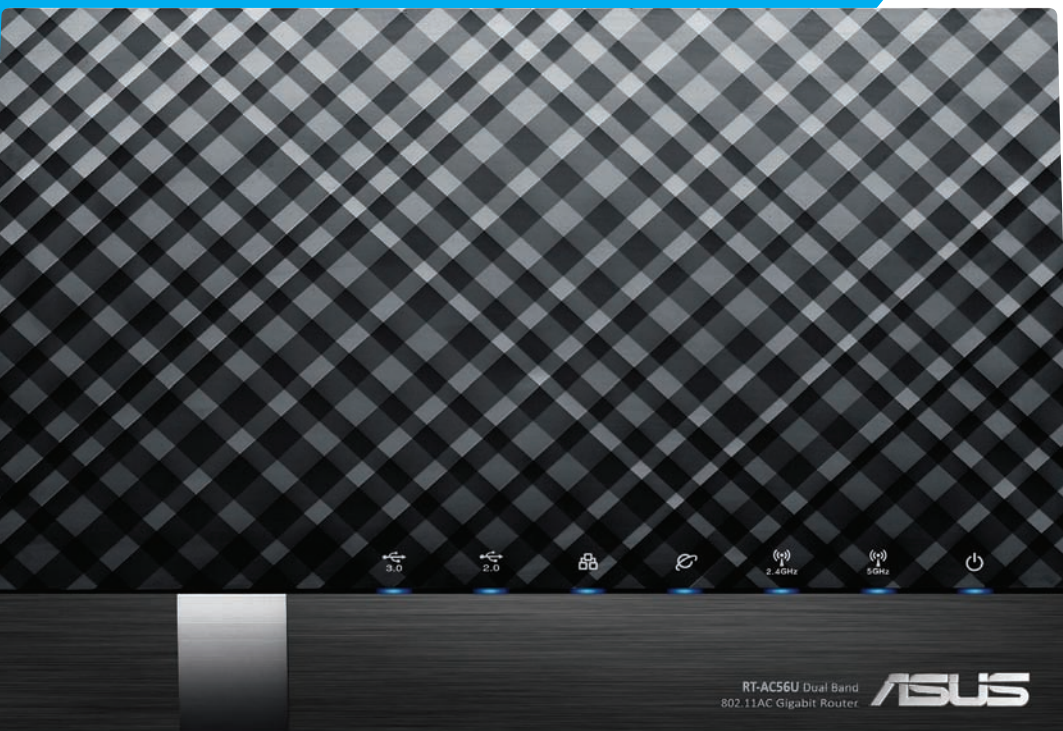 3.0
2.0
2.4GHz
5GHz
RT-AC56U Dual Band
802.11AC Gigabit Router
ASUS